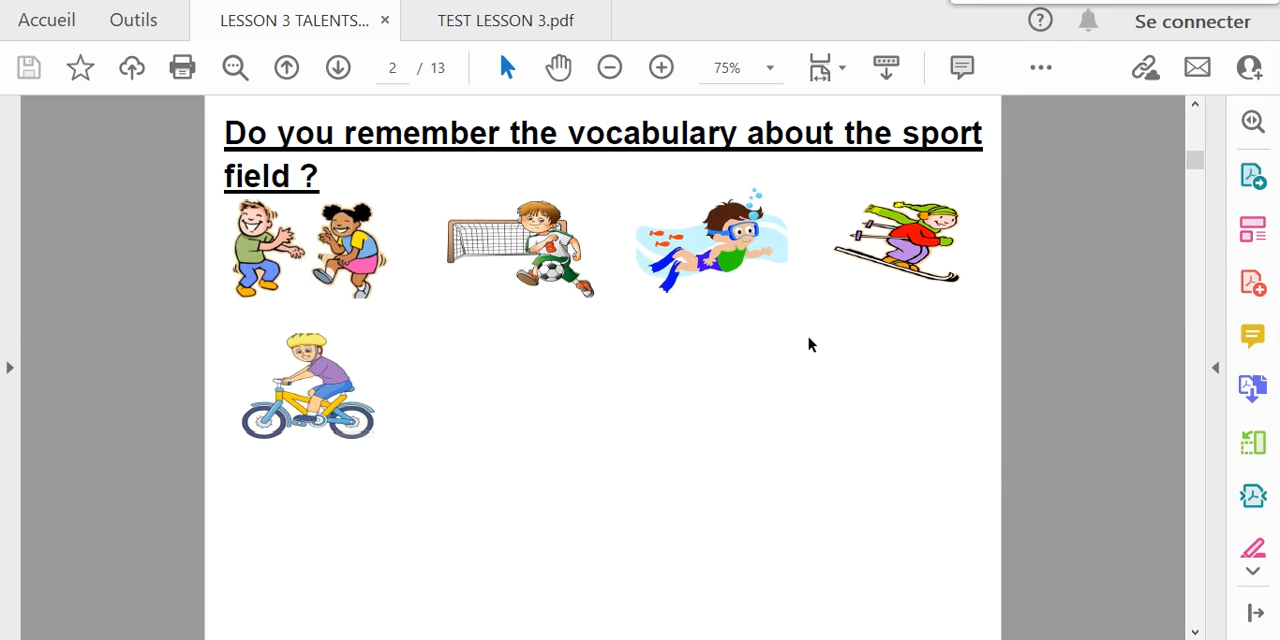 Accueil Outils LESSON 3 TALENTS... × TEST LESSON 3.pdf Se connecter
2 / 13 75%
Do you remember the vocabulary about the sport
field ?